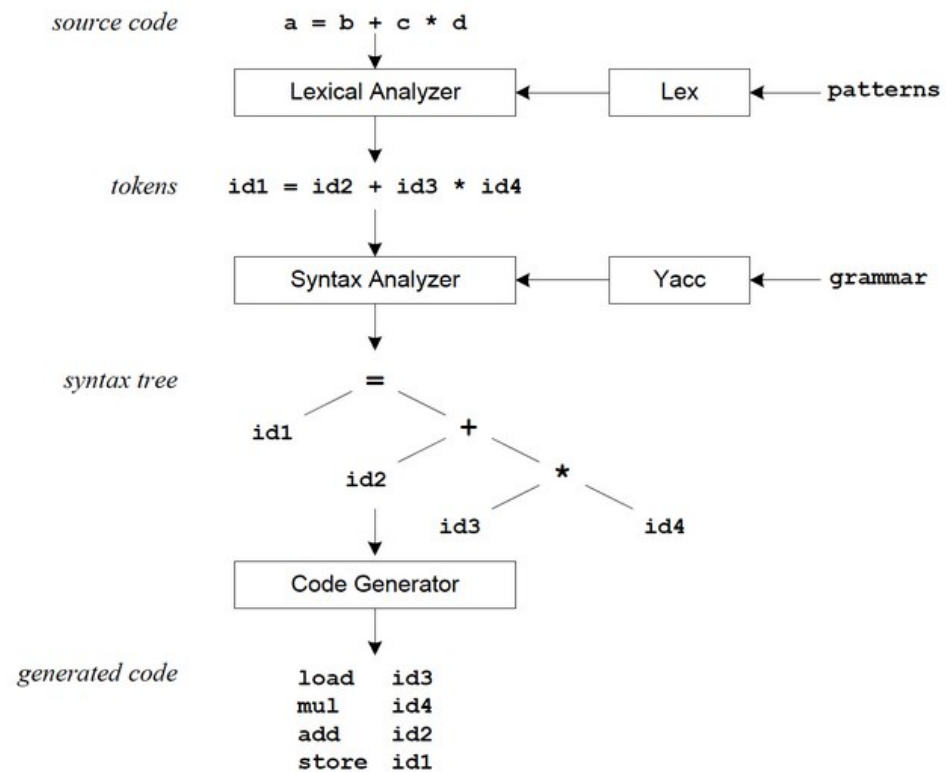 source code a = b + c * d
Lexical Analyzer Lex patterns
tokens id1 = id2 + id3 * id4
Syntax Analyzer Yacc grammar
syntax tree =
id1 +
id2 *
id3 id4
Code Generator
generated code load id3
mul id4
add id2
store id1